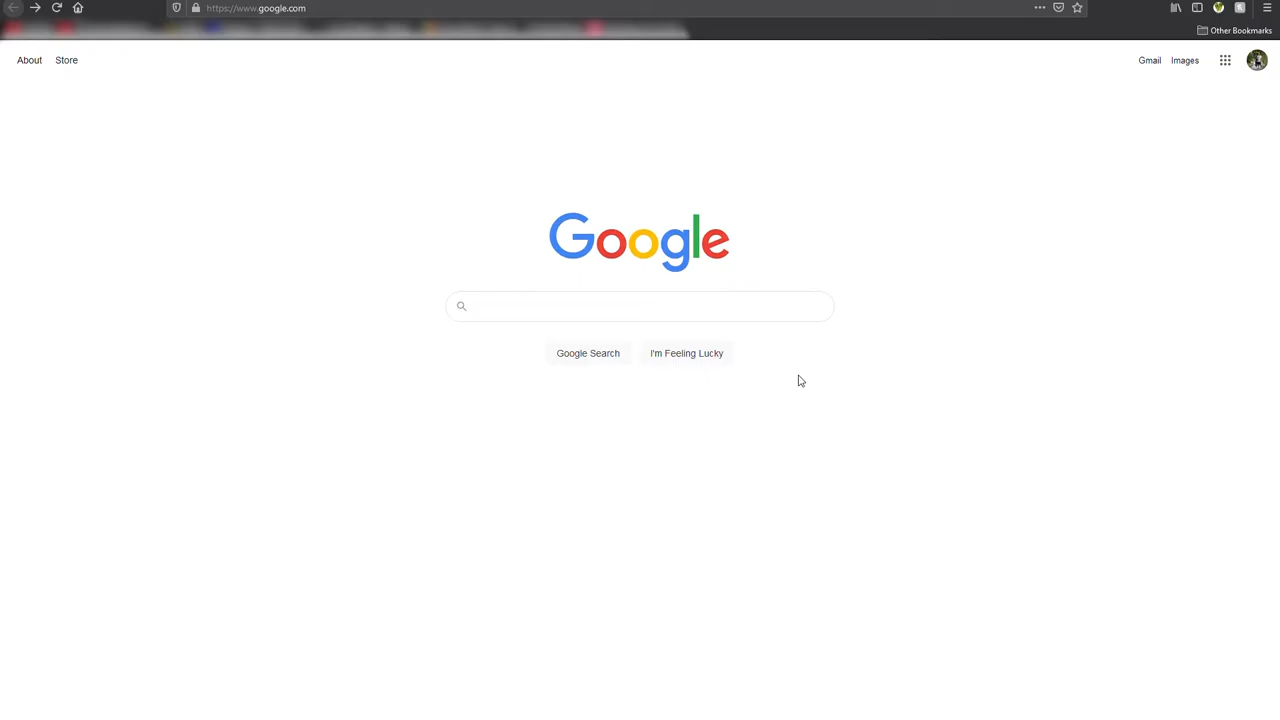 https://www.google.com
Other Bookmarks
About Store
Gmail Images
Google
Google Search I'm Feeling Lucky